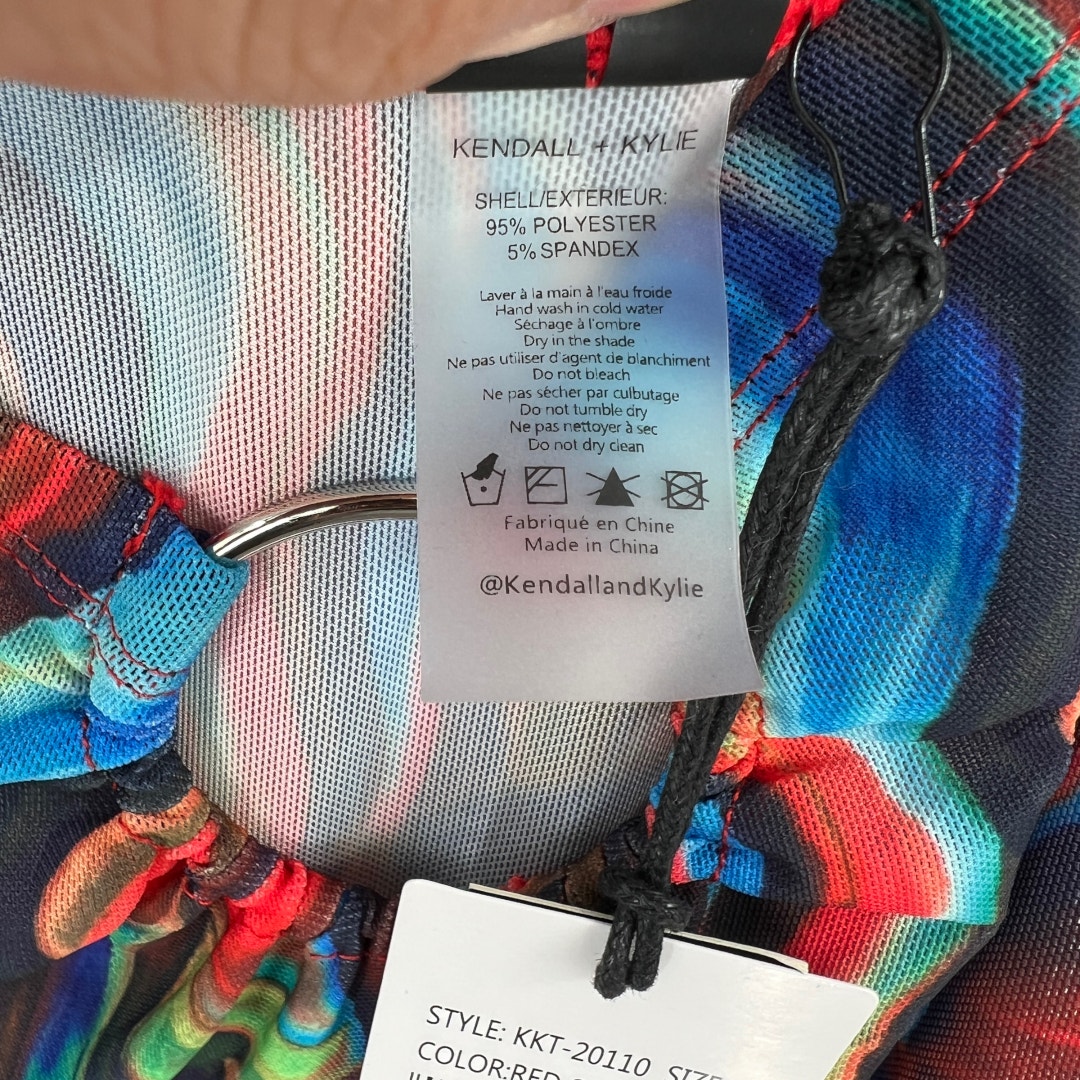 KENDALL + KYLIE
SHELL/EXTERIEUR:
95% POLYESTER
5% SPANDEX
Laver à la main à l'eau froide
Hand wash in cold water
Séchage à l'ombre
Dry in the shade
Ne pas utiliser d'agent de blanchiment
Do not bleach
Ne pas sécher par culbutage
Do not tumble dry
Ne pas nettoyer à sec
Do not dry clean
Fabriqué en Chine
Made in China
@KendallandKylie
STYLE: KKT-20110 SIZE
COLOR:RED